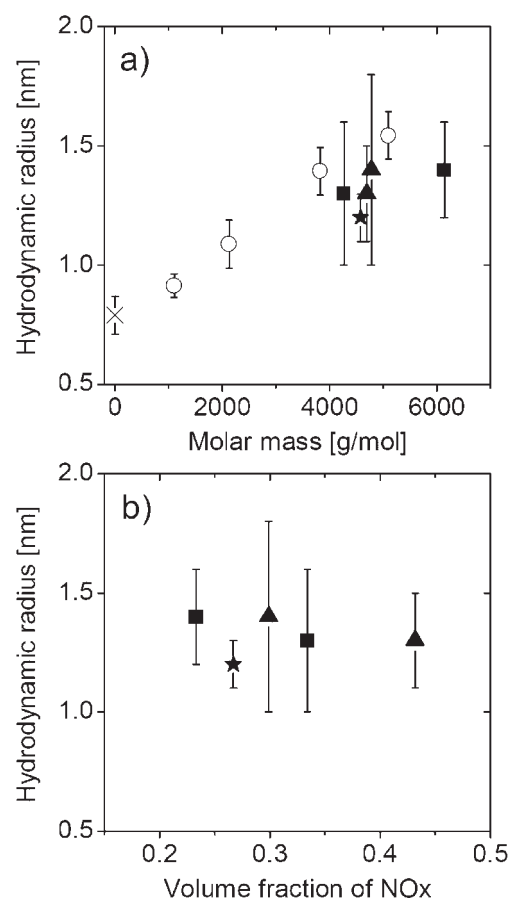 a)
2.0
1.5
1.0
0.5
Hydrodynamic radius [nm]
0 2000 4000 6000
Molar mass [g/mol]
b)
2.0
1.5
1.0
0.5
Hydrodynamic radius [nm]
0.2 0.3 0.4 0.5
Volume fraction of NOx